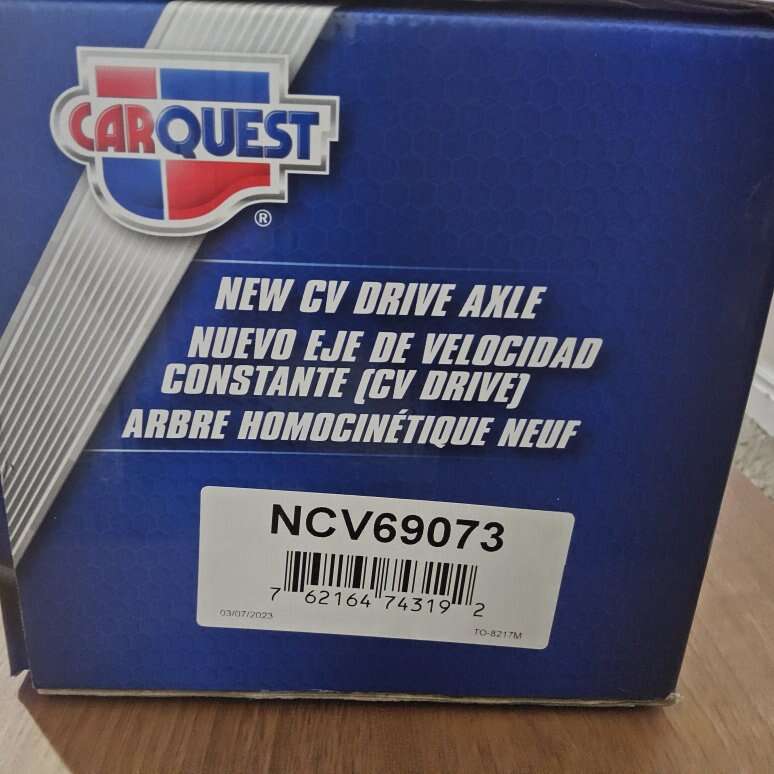 CARQUEST
®
NEW CV DRIVE AXLE
NUEVO EJE DE VELOCIDAD
CONSTANTE (CV DRIVE)
ARBRE HOMOCINÉTIQUE NEUF
NCV69073
7 62164 74319 2
03/07/2023
TO-8217M